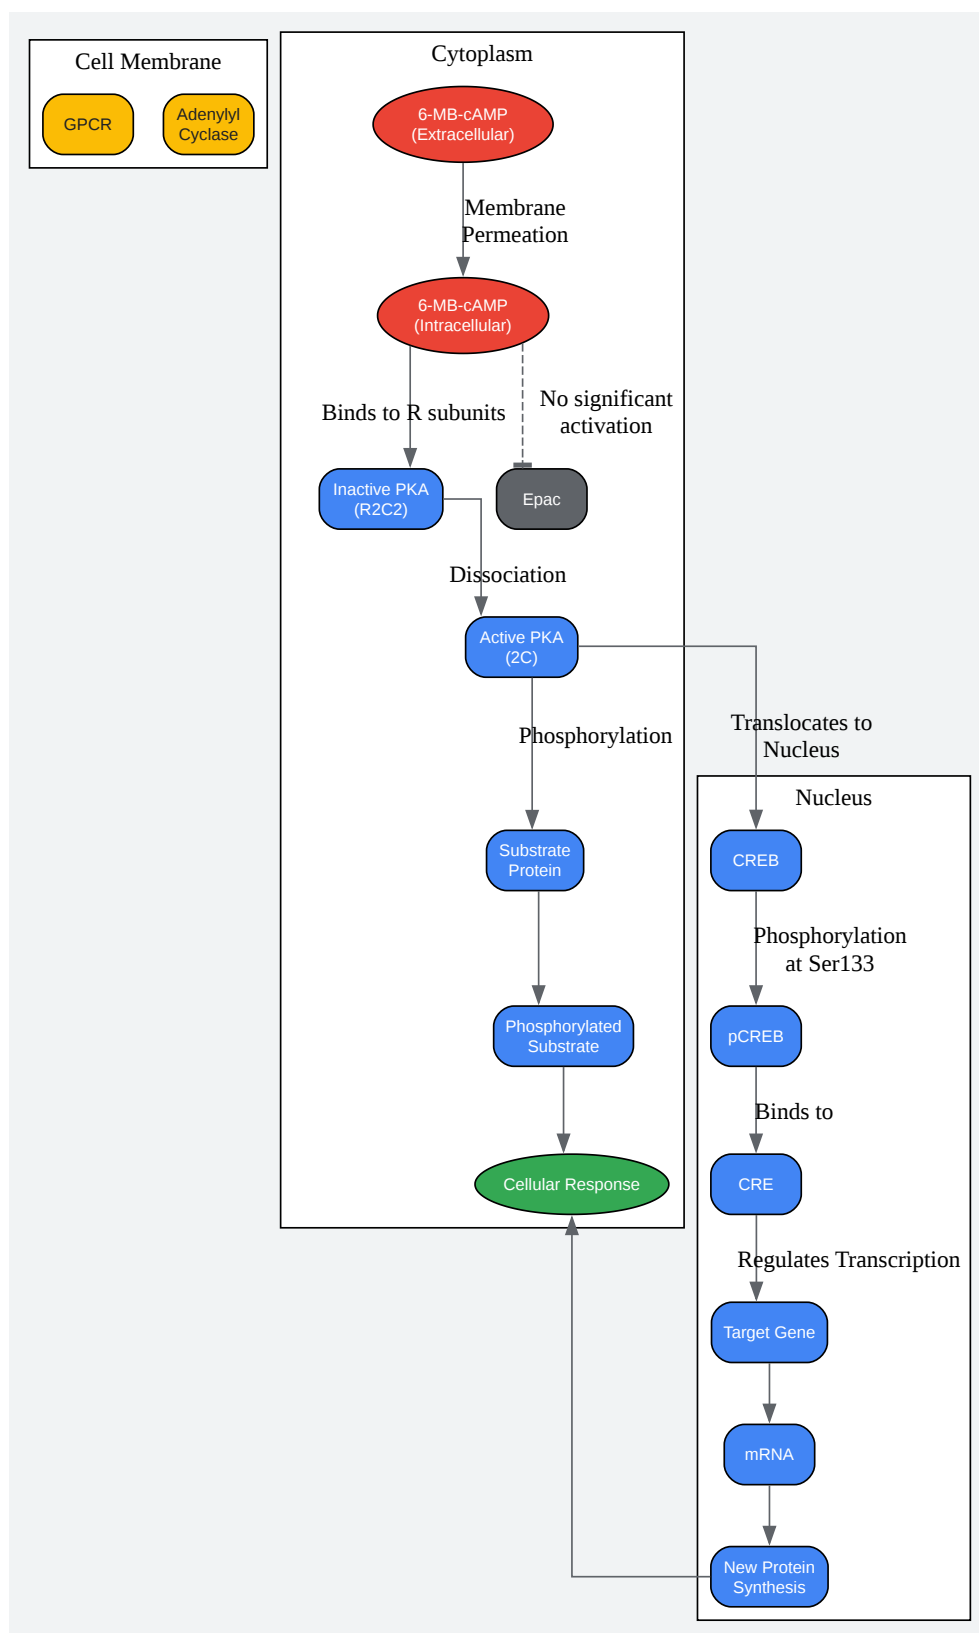 Cell Membrane
GPCR
Adenylyl
Cyclase
Cytoplasm
6-MB-cAMP
(Extracellular)
Membrane
Permeation
6-MB-cAMP
(Intracellular)
Binds to R subunits
No significant
activation
Inactive PKA
(R2C2)
Epac
Dissociation
Active PKA
(2C)
Phosphorylation
Translocates to
Nucleus
Substrate
Protein
Phosphorylated
Substrate
Cellular Response
Nucleus
CREB
Phosphorylation
at Ser133
pCREB
Binds to
CRE
Regulates Transcription
Target Gene
mRNA
New Protein
Synthesis